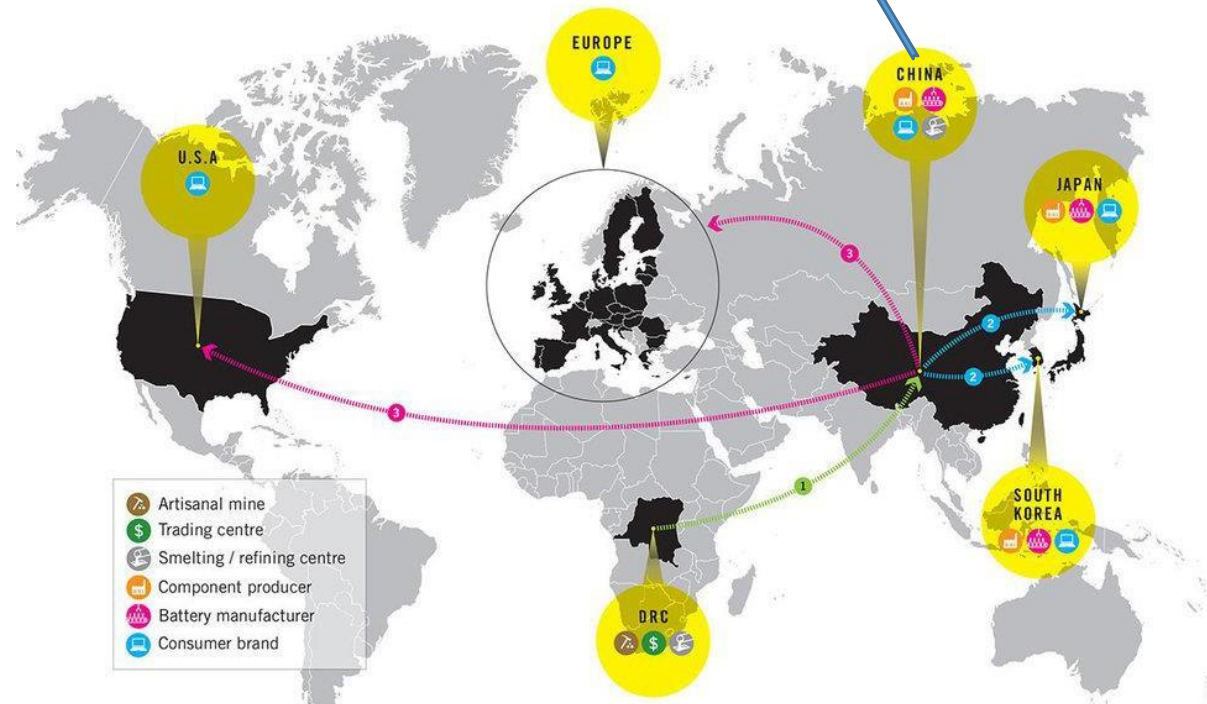 EUROPE
CHINA
U.S.A
JAPAN
3
2
2
3
1
SOUTH
KOREA
DRC
$
Artisanal mine
$ Trading centre
Smelting / refining centre
Component producer
Battery manufacturer
Consumer brand